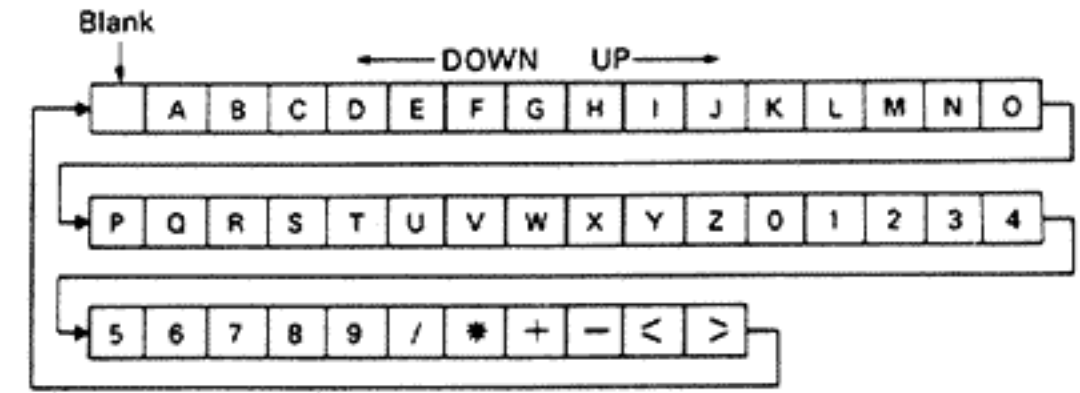 Blank
DOWN UP
A B C D E F G H I J K L M N O
P Q R S T U V W X Y Z 0 1 2 3 4
5 6 7 8 9 / * + − < >